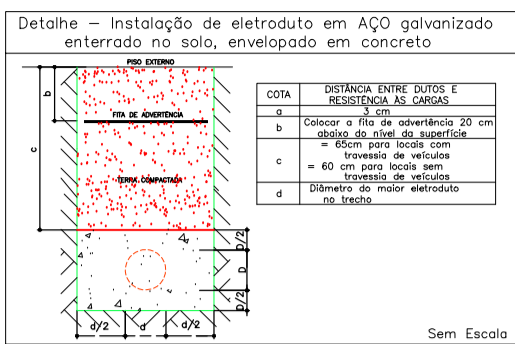 Detalhe – Instalação de eletroduto em AÇO galvanizado
enterrado no solo, envelopado em concreto
PISO EXTERNO
b
FITA DE ADVERTÊNCIA
c
TERRA COMPACTADA
D/2
D
D/2
d/2
d
d/2
COTA
DISTÂNCIA ENTRE DUTOS E
RESISTÊNCIA ÀS CARGAS
a
3 cm
b
Colocar a fita de advertência 20 cm
abaixo do nível da superfície
c
= 65cm para locais com
travessia de veículos
= 60 cm para locais sem
travessia de veículos
d
Diâmetro do maior eletroduto
no trecho
Sem Escala